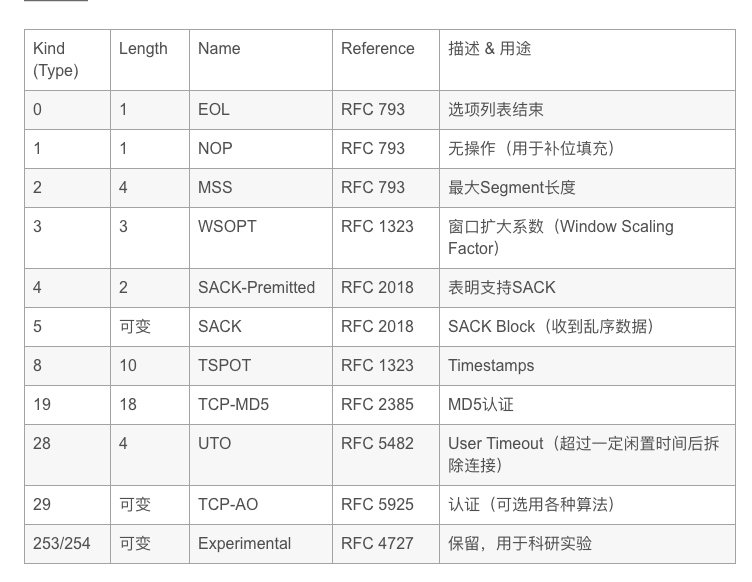 Kind Length Name Reference 描述 & 用途
(Type)
0 1 EOL RFC 793 选项列表结束
1 1 NOP RFC 793 无操作（用于补位填充）
2 4 MSS RFC 793 最大Segment长度
3 3 WSOPT RFC 1323 窗口扩大系数（Window Scaling
Factor）
4 2 SACK-Premitted RFC 2018 表明支持SACK
5 可变 SACK RFC 2018 SACK Block（收到乱序数据）
8 10 TSPOT RFC 1323 Timestamps
19 18 TCP-MD5 RFC 2385 MD5认证
28 4 UTO RFC 5482 User Timeout（超过一定闲置时间后拆
除连接）
29 可变 TCP-AO RFC 5925 认证（可选用各种算法）
253/254 可变 Experimental RFC 4727 保留，用于科研实验